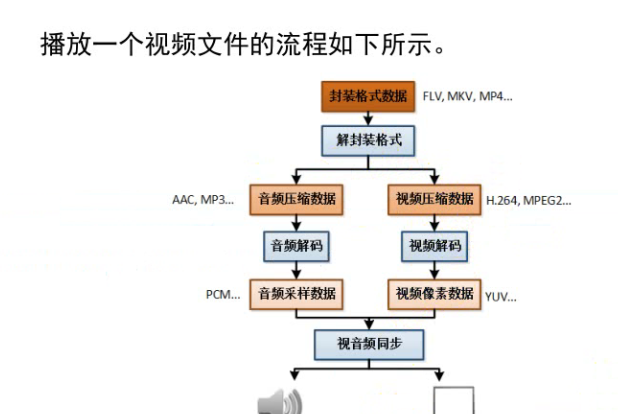 播放一个视频文件的流程如下所示。
封装格式数据 FLV, MKV, MP4...
解封装格式
AAC, MP3... 音频压缩数据 视频压缩数据 H.264, MPEG2...
音频解码 视频解码
PCM... 音频采样数据 视频像素数据 YUV...
视音频同步